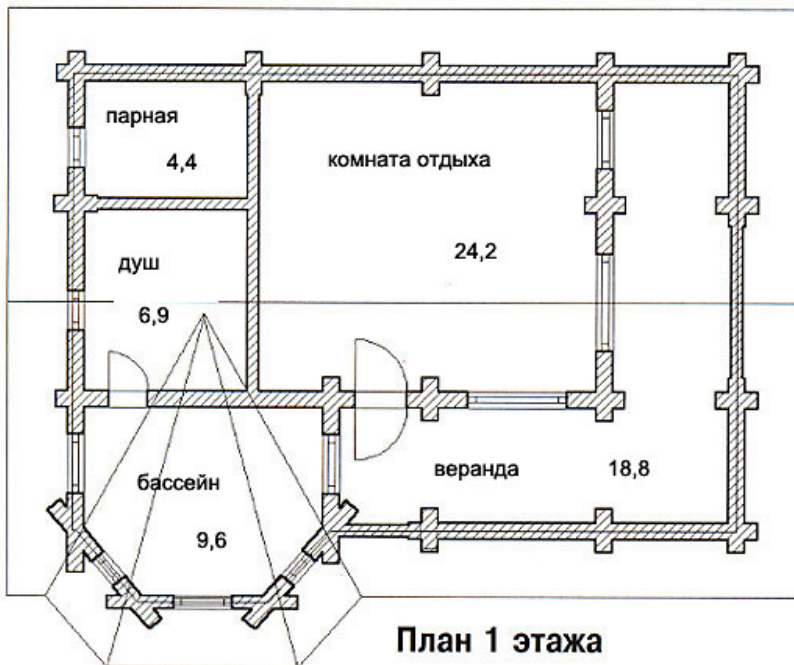 парная
4,4
комната отдыха
24,2
душ
6,9
бассейн
9,6
веранда 18,8
План 1 этажа